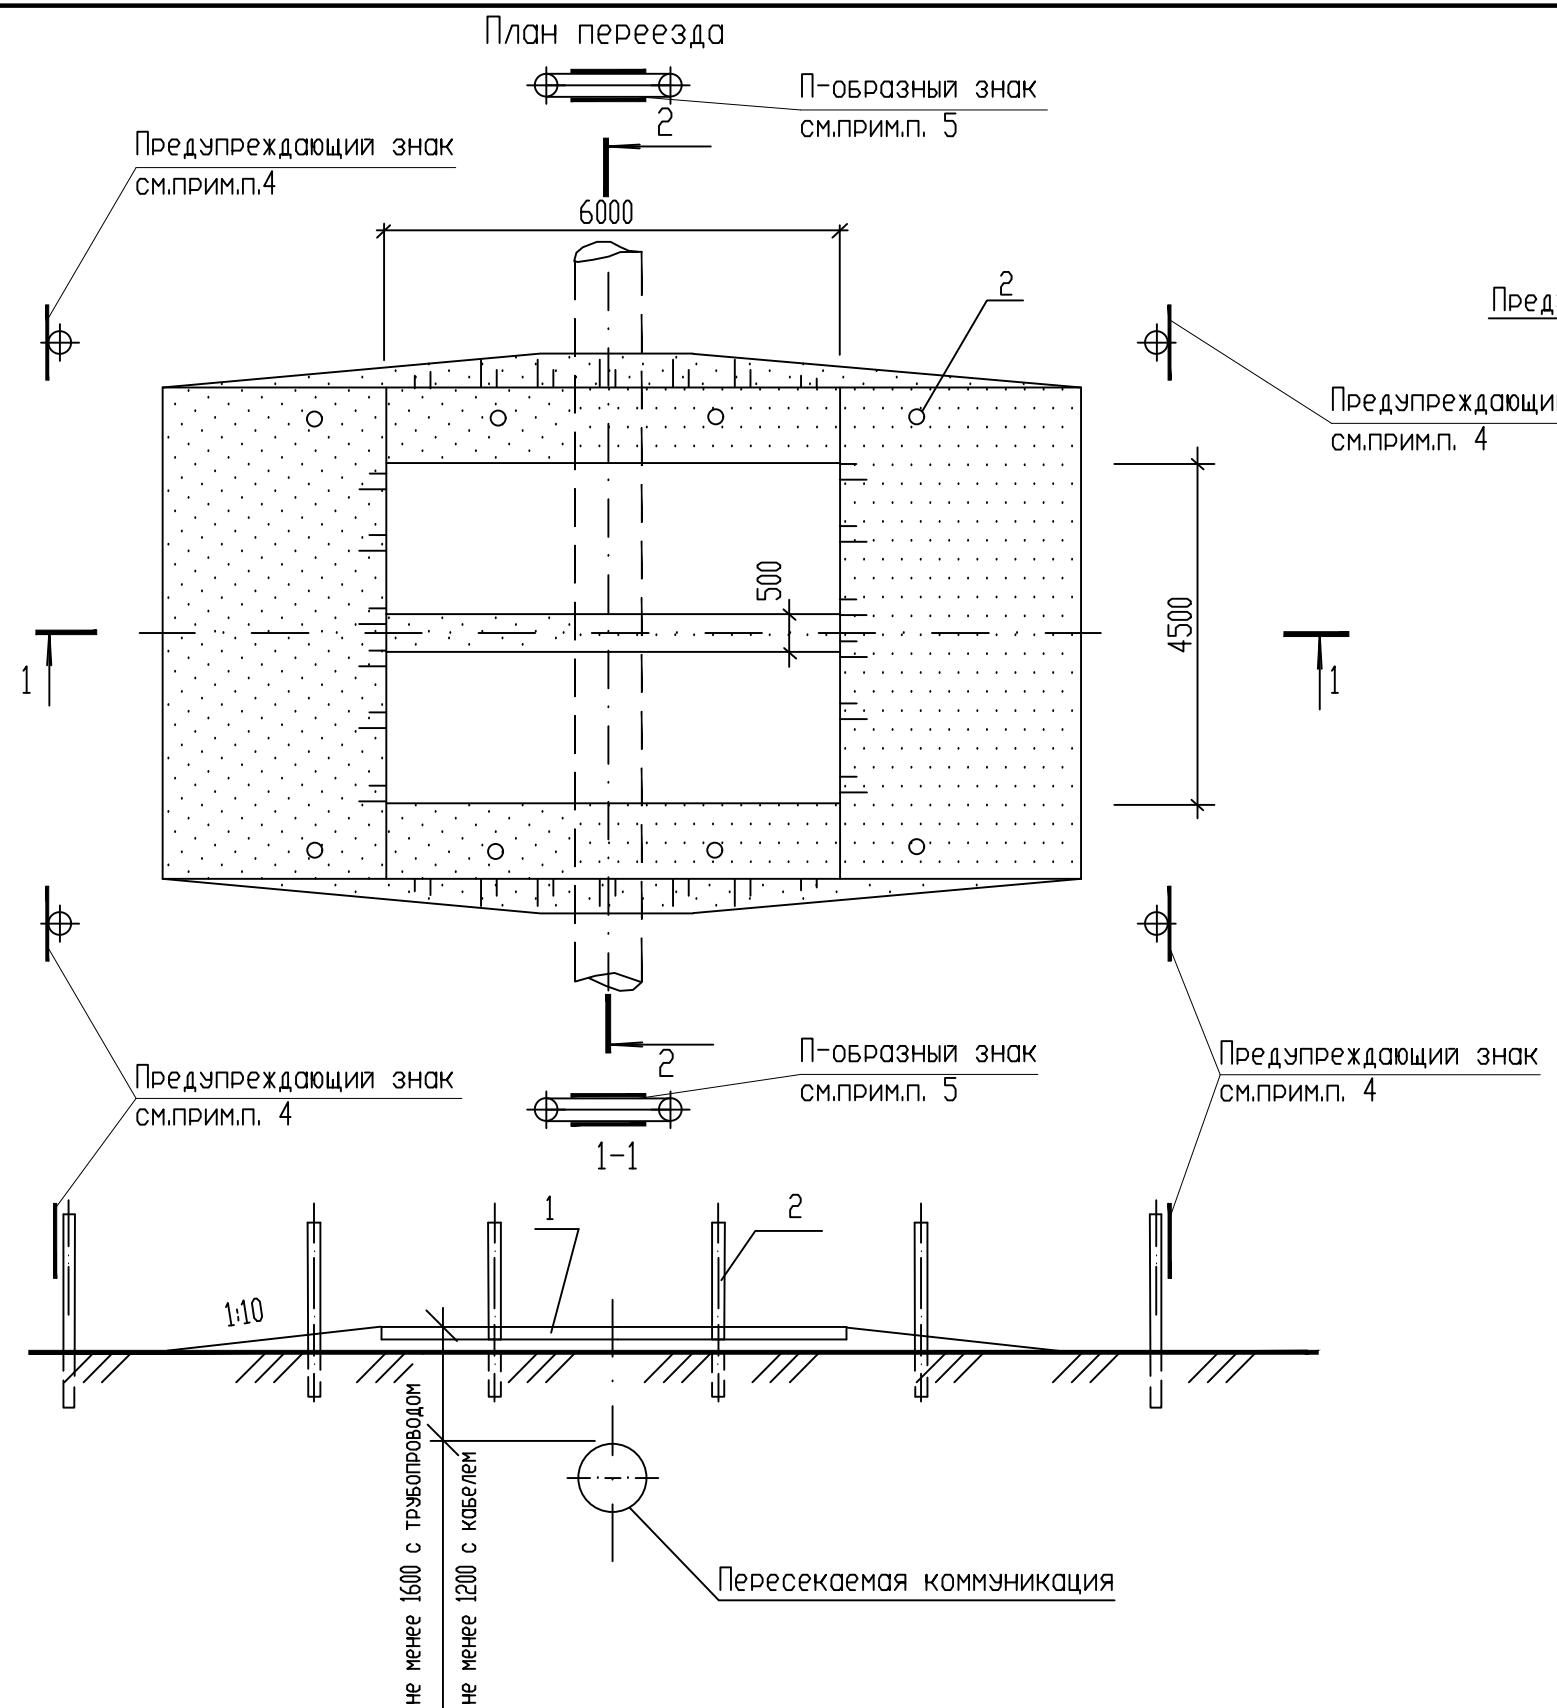 План переезда
П-образный знак
см.прим.п. 5
2
Предупреждающий знак
см.прим.п.4
6000
2
Предупреждающи
см.прим.п. 4
500
4500
1
1
2
П-образный знак
см.прим.п. 5
Предупреждающий знак
см.прим.п. 4
Предупреждающий знак
см.прим.п. 4
1-1
1
2
1:10
не менее 1600 с трубопроводом
не менее 1200 с кабелем
Пересекаемая коммуникация